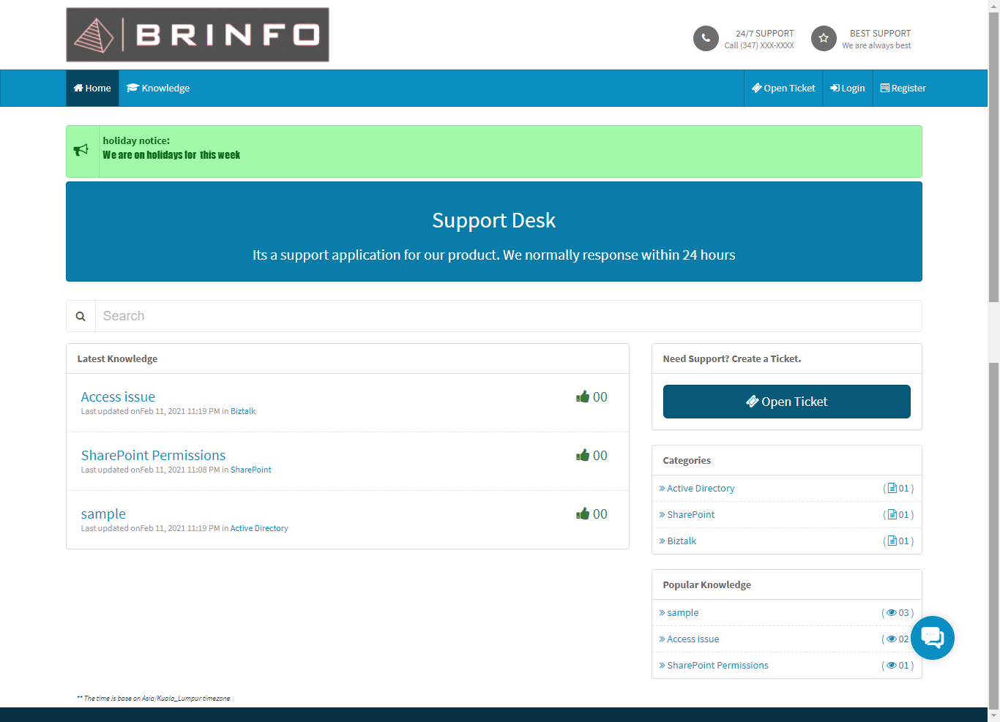 BRINFO
24/7 SUPPORT
Call (347) XXX-XXXX
BEST SUPPORT
We are always best
Home
Knowledge
Open Ticket
Login
Register
holiday notice:
We are on holidays for this week
Support Desk
Its a support application for our product. We normally response within 24 hours
Search
Latest Knowledge
Access issue
00
Last updated onFeb 11, 2021 11:19 PM in Biztalk
SharePoint Permissions
00
Last updated onFeb 11, 2021 11:08 PM in SharePoint
sample
00
Last updated onFeb 11, 2021 11:19 PM in Active Directory
Need Support? Create a Ticket.
Open Ticket
Categories
» Active Directory ( 01 )
» SharePoint ( 01 )
» Biztalk ( 01 )
Popular Knowledge
» sample ( 03 )
» Access issue ( 02
» SharePoint Permissions ( 01 )
** The time is base on Asia/Kuala_Lumpur timezone